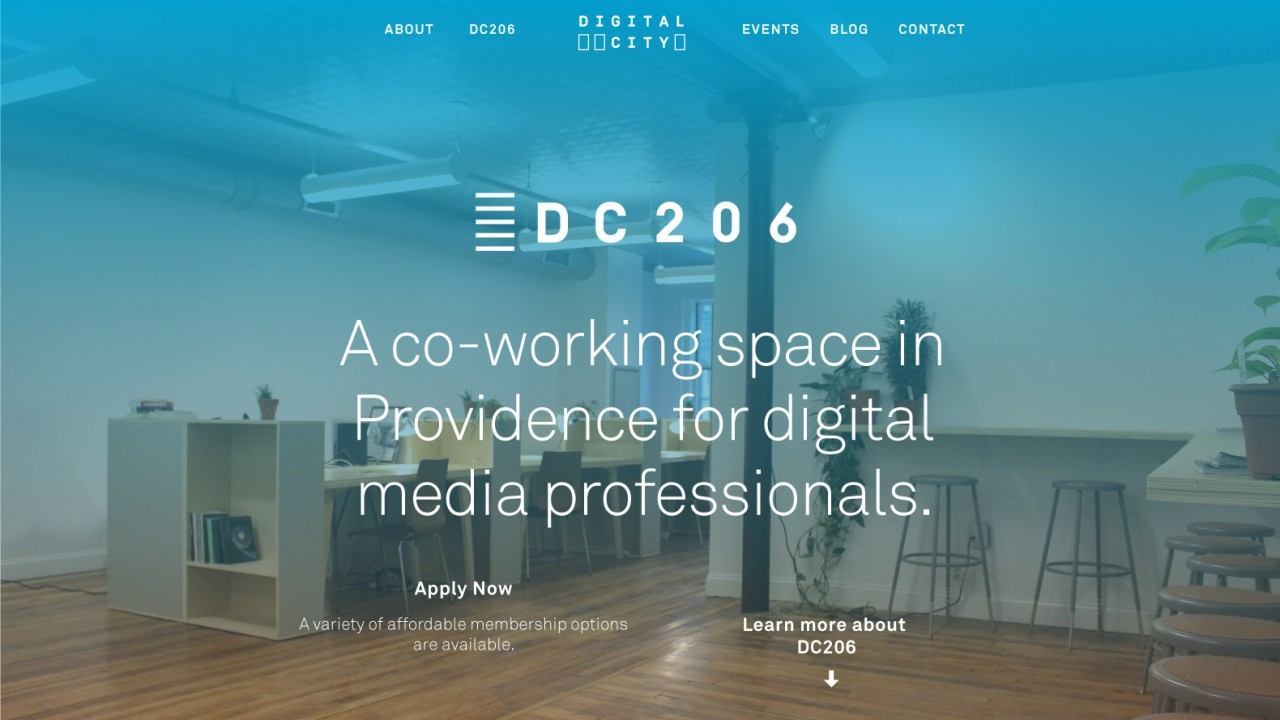 ABOUT DC206 DIGITAL EVENTS BLOG CONTACT
CITY
DC206
A co-working space in
Providence for digital
media professionals.
Apply Now
A variety of affordable membership options
are available.
Learn more about
DC206